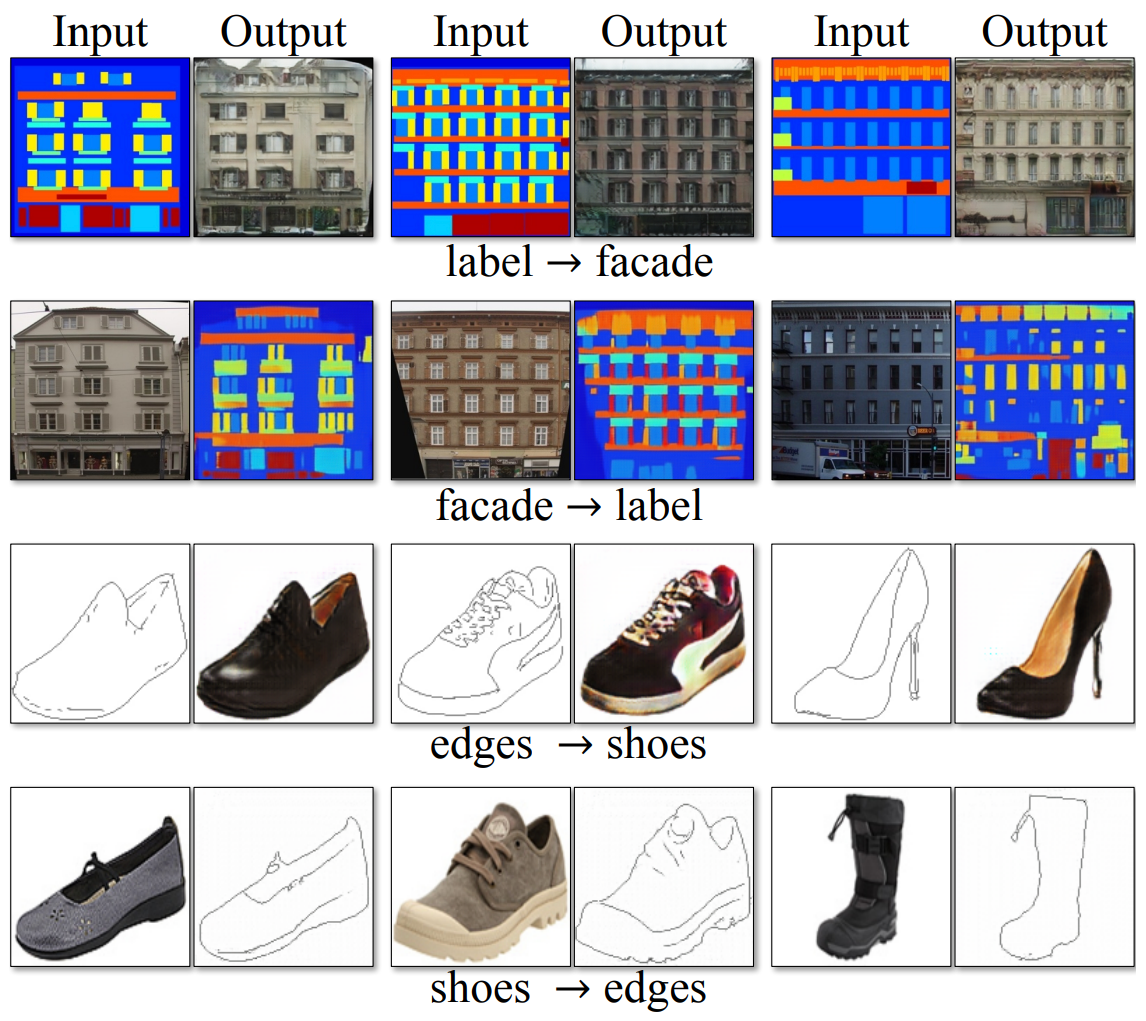 Input Output Input Output Input Output
label → facade
facade → label
edges → shoes
shoes → edges